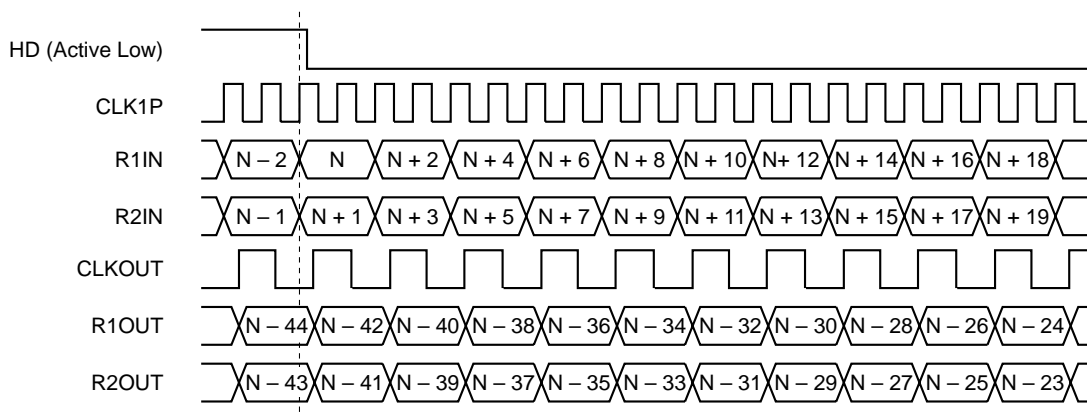 HD (Active Low)
CLK1P
R1IN N – 2 N N + 2 N + 4 N + 6 N + 8 N + 10 N+ 12 N + 14 N + 16 N + 18
R2IN N – 1 N + 1 N + 3 N + 5 N + 7 N + 9 N + 11 N + 13 N + 15 N + 17 N + 19
CLKOUT
R1OUT N – 44 N – 42 N – 40 N – 38 N – 36 N – 34 N – 32 N – 30 N – 28 N – 26 N – 24
R2OUT N – 43 N – 41 N – 39 N – 37 N – 35 N – 33 N – 31 N – 29 N – 27 N – 25 N – 23